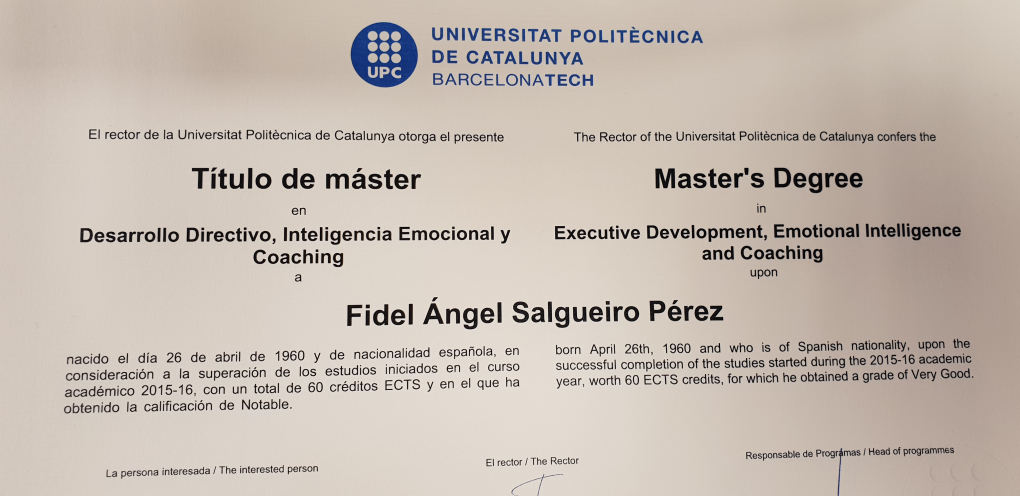 UPC
UNIVERSITAT POLITÈCNICA
DE CATALUNYA
BARCELONATECH
El rector de la Universitat Politècnica de Catalunya otorga el presente
Título de máster
en
Desarrollo Directivo, Inteligencia Emocional y
Coaching
a
The Rector of the Universitat Politècnica de Catalunya confers the
Master's Degree
in
Executive Development, Emotional Intelligence
and Coaching
upon
Fidel Ángel Salgueiro Pérez
nacido el día 26 de abril de 1960 y de nacionalidad española, en
consideración a la superación de los estudios iniciados en el curso
académico 2015-16, con un total de 60 créditos ECTS y en el que ha
obtenido la calificación de Notable.
born April 26th, 1960 and who is of Spanish nationality, upon the
successful completion of the studies started during the 2015-16 academic
year, worth 60 ECTS credits, for which he obtained a grade of Very Good.
La persona interesada / The interested person
El rector / The Rector
Responsable de Programas / Head of programmes